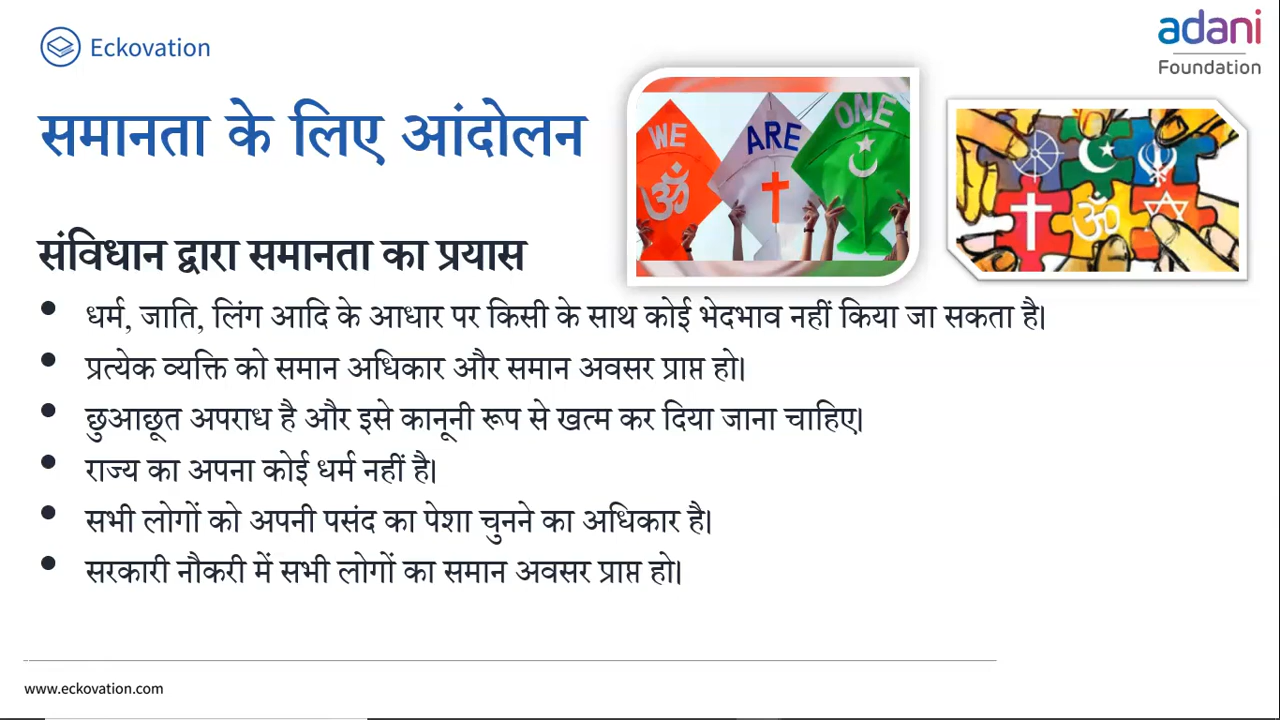 Eckovation
adani
Foundation
समानता के लिए आंदोलन
WE
ARE
ONE
ॐ
ॐ
संविधान द्वारा समानता का प्रयास
• धर्म, जाति, लिंग आदि के आधार पर किसी के साथ कोई भेदभाव नहीं किया जा सकता है।
• प्रत्येक व्यक्ति को समान अधिकार और समान अवसर प्राप्त हो।
• छुआछूत अपराध है और इसे कानूनी रूप से खत्म कर दिया जाना चाहिए।
• राज्य का अपना कोई धर्म नहीं है।
• सभी लोगों को अपनी पसंद का पेशा चुनने का अधिकार है।
• सरकारी नौकरी में सभी लोगों का समान अवसर प्राप्त हो।
www.eckovation.com